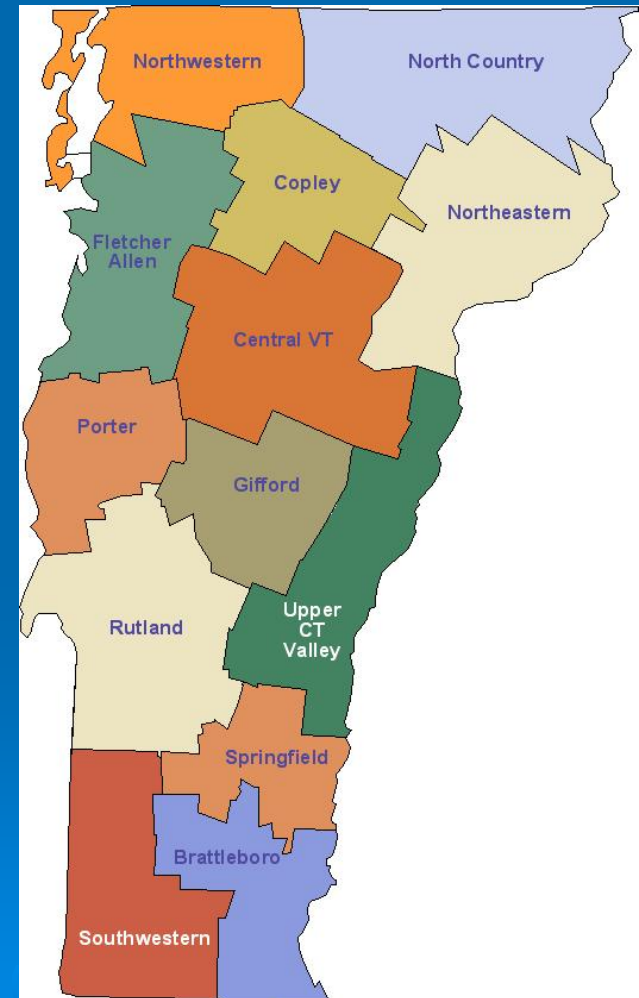 Northwestern
North Country
Copley
Northeastern
Fletcher
Allen
Central VT
Porter
Gifford
Upper
CT
Valley
Rutland
Springfield
Brattleboro
Southwestern